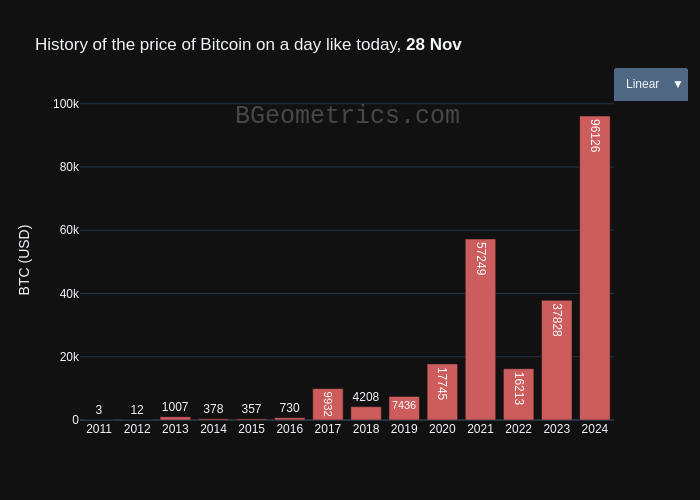 History of the price of Bitcoin on a day like today, 28 Nov
Linear ▼
BGeometrics.com
BTC (USD)
100k
80k
60k
40k
20k
0
3
12
1007
378
357
730
9932
4208
7436
17745
57249
16213
37828
96126
2011 2012 2013 2014 2015 2016 2017 2018 2019 2020 2021 2022 2023 2024